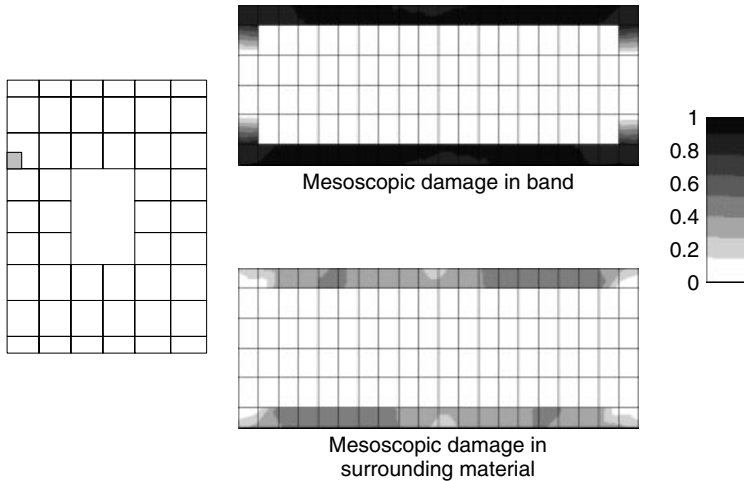 Mesoscopic damage in band
1
0.8
0.6
0.4
0.2
0
Mesoscopic damage in
surrounding material